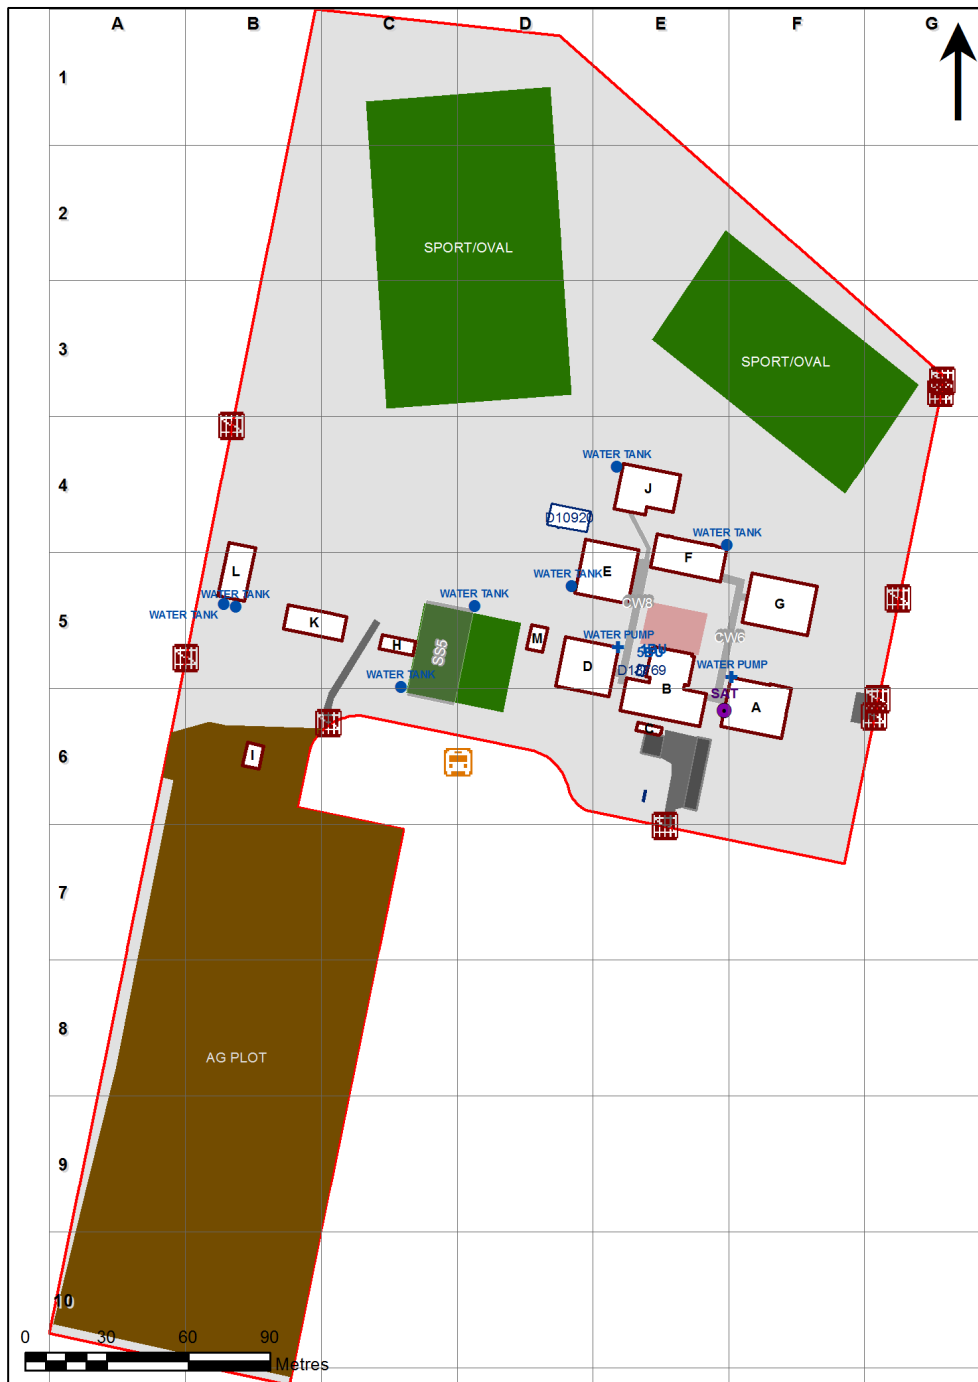 A B C D E F G
1
2
SPORT/OVAL
3
SPORT/OVAL
WATER TANK
4
J
D10920
WATER TANK
F
L
E
WATER TANK
G
WATER TANK
WATER TANK
WATER TANK
CW8
5
K
M
WATER PUMP
CW6
H
SS5
D
WATER PUMP
WATER TANK
B
SAT
A
C
6
I
7
8
AG PLOT
9
10
0 30 60 90
Metres